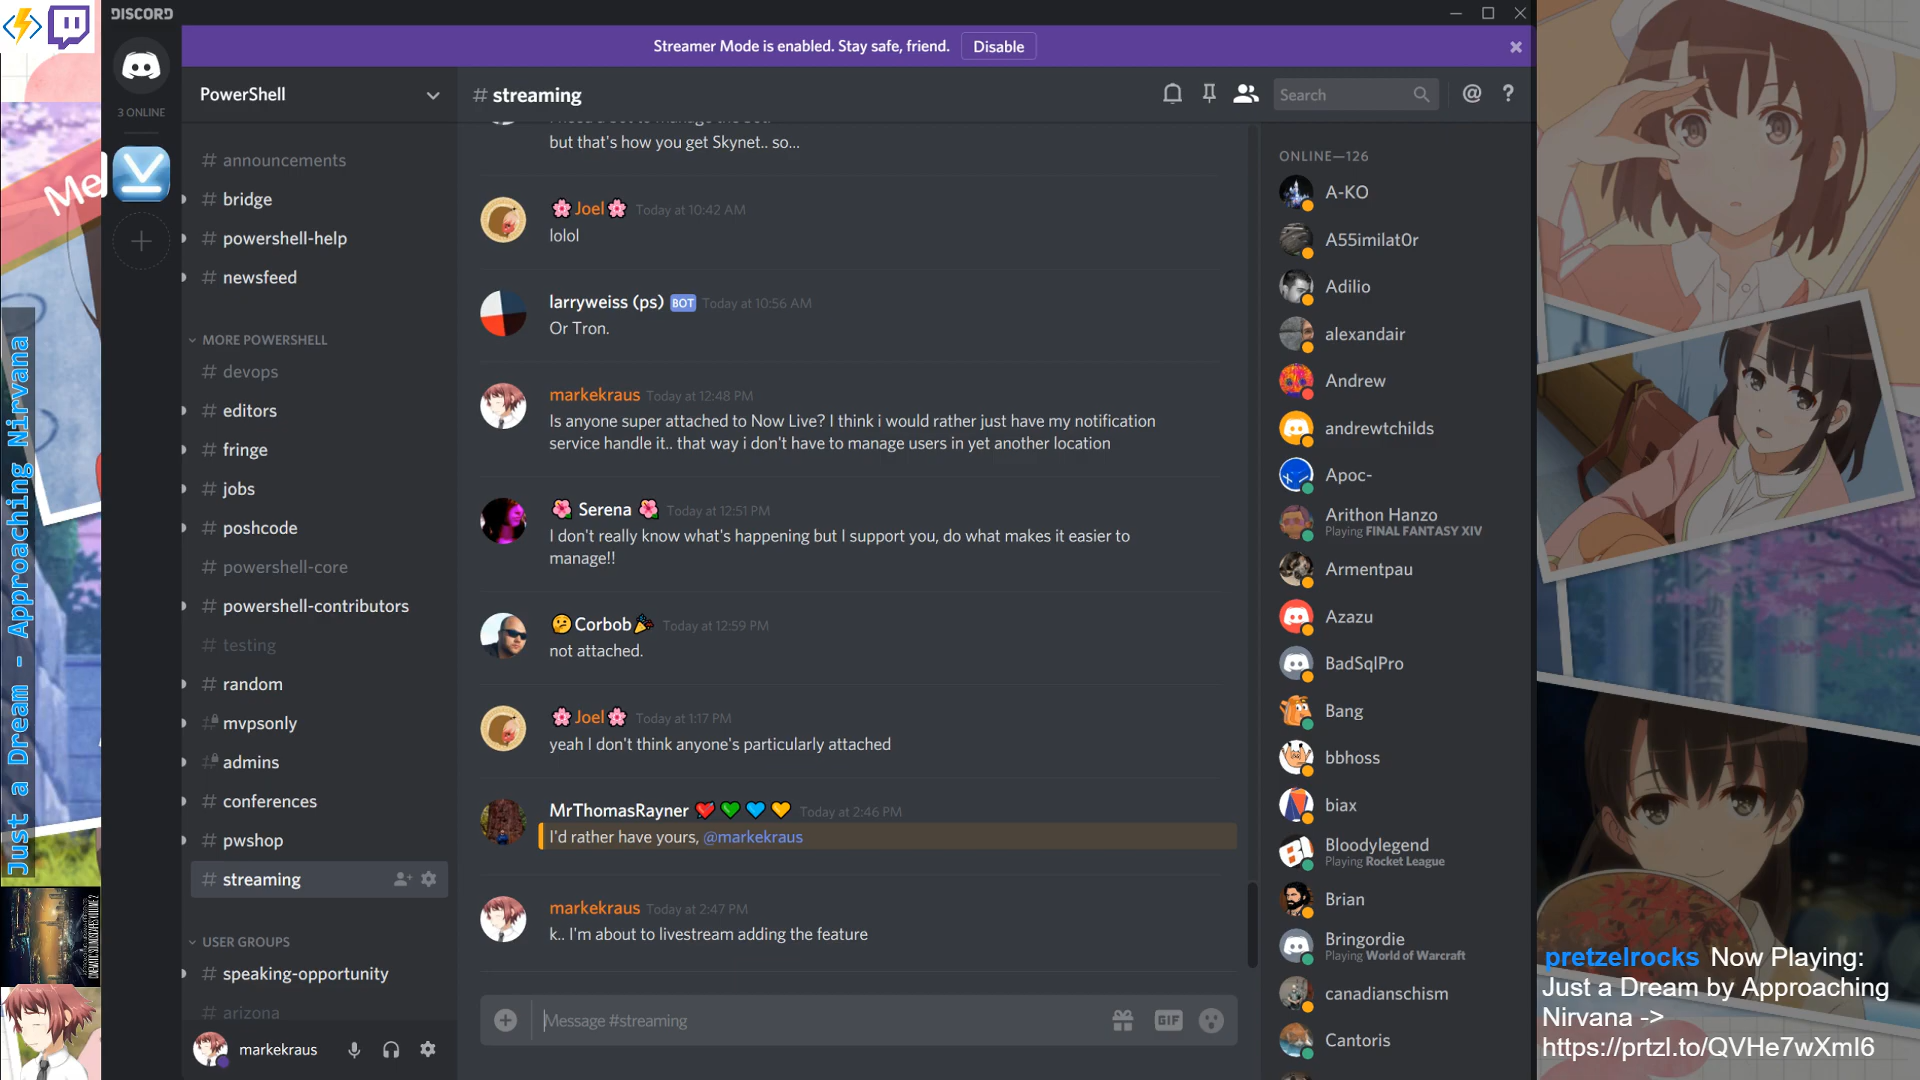 DISCORD
Streamer Mode is enabled. Stay safe, friend.
Disable
3 ONLINE
PowerShell
# streaming
Search
# announcements
# bridge
# powershell-help
# newsfeed
MORE POWERSHELL
# devops
# editors
# fringe
# jobs
# poshcode
# powershell-core
# powershell-contributors
# testing
# random
# mvpsonly
# admins
# conferences
# pwshop
# streaming
USER GROUPS
# speaking-opportunity
# arizona
markekraus
but that's how you get Skynet.. so...
🌸Joel🌸 Today at 10:42 AM
lolol
larryweiss (ps) BOT Today at 10:56 AM
Or Tron.
markekraus Today at 12:48 PM
Is anyone super attached to Now Live? I think i would rather just have my notification
service handle it.. that way i don't have to manage users in yet another location
🌺 Serena 🌺 Today at 12:51 PM
I don't really know what's happening but I support you, do what makes it easier to
manage!!
🤔Corbob🎉 Today at 12:59 PM
not attached.
🌸Joel🌸 Today at 1:17 PM
yeah I don't think anyone's particularly attached
MrThomasRayner ❤️💚💙💛 Today at 2:46 PM
I'd rather have yours, @markekraus
markekraus Today at 2:47 PM
k.. I'm about to livestream adding the feature
Message #streaming
GIF
ONLINE—126
A-KO
A55imilat0r
Adilio
alexandair
Andrew
andrewtchilds
Apoc-
Arithon Hanzo
Playing FINAL FANTASY XIV
Armentpau
Azazu
BadSqlPro
Bang
bbhoss
biax
Bloodylegend
Playing Rocket League
Brian
Bringordie
Playing World of Warcraft
canadianschism
Cantoris
Me
Just a Dream - Approaching Nirvana
pretzelrocks Now Playing:
Just a Dream by Approaching
Nirvana ->
https://prtzl.to/QVHe7wXmI6